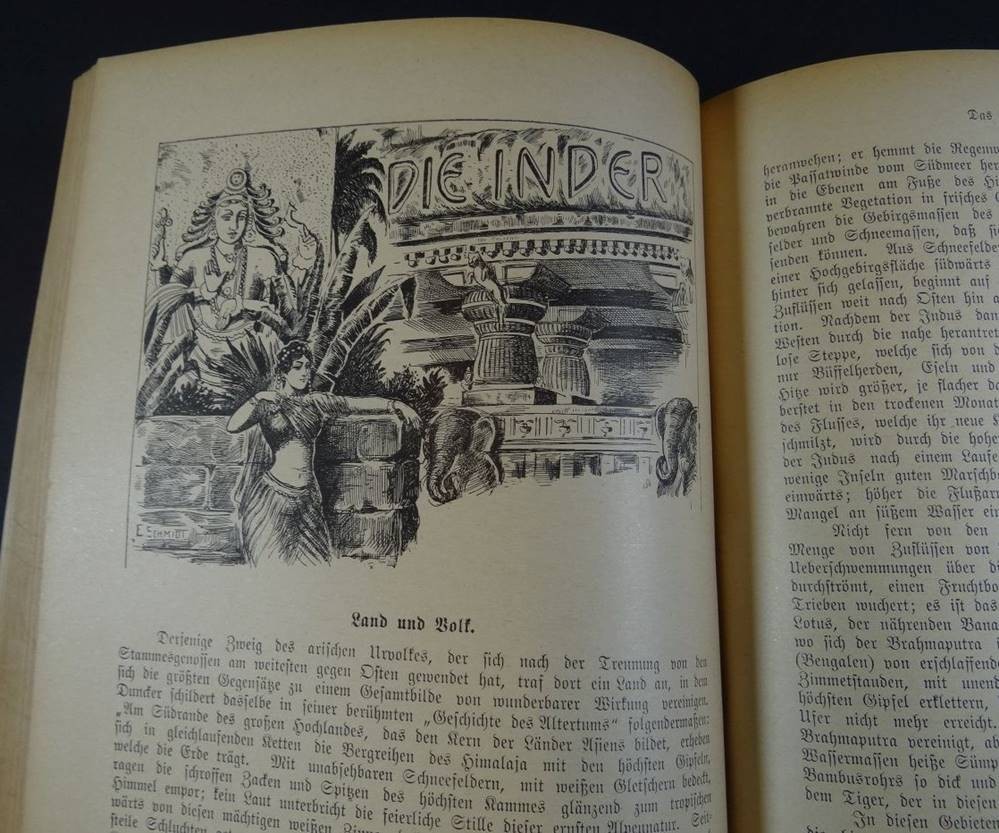 DIE INDER
E SCHMIDT
Land und Volk.
Derjenige Zweig des arischen Urvolkes, der sich nach der Trennung von den
Stammesgenossen am weitesten gegen Osten gewendet hat, traf dort ein Land an, in dem
sich die größten Gegensätze zu einem Gesamtbilde von wunderbarer Wirkung vereinigen.
Duncker schildert dasselbe in seiner berühmten „Geschichte des Altertums“ folgendermaßen:
„Am Südrande des großen Hochlandes, das den Kern der Länder Asiens bildet, erheben
sich in gleichlaufenden Ketten die Bergreihen des Himalaja mit den höchsten Gipfeln,
welche die Erde trägt. Mit unabsehbaren Schneefeldern, mit weißen Gletschern bedeckt,
ragen die schroffen Zacken und Spitzen des höchsten Kammes glänzend zum tropischen
Himmel empor; kein Laut unterbricht die feierliche Stille dieser ernsten Alpennatur. Seit-
wärts von diesen mächtigen weißen
steile Schluchten
Das
heranwehen; er hemmt die Regenw
die Passatwinde vom Südmeer her
in die Ebenen am Fuße des Hi
verbrannte Vegetation in frisches G
bewahren die Gebirgsmassen des
felder und Schneemassen, daß sie
senden können. Aus Schneefelder
einer Hochgebirgsfläche südwärts
hinter sich gelassen, beginnt auf
Zuflüssen weit nach Osten hin a
tion. Nachdem der Indus dan
Westen durch die nahe herantre
lose Steppe, welche sich von d
nur Büffelherden, Eseln und
Hitze wird größer, je flacher da
berstet in den trockenen Monat
des Flusses, welche ihr neue
schmilzt, wird durch die hohe
der Indus nach einem Laufe
wenige Inseln guten Marschb
einwärts; höher die Flußar
Mangel an süßem Wasser ein
Nicht fern von den
Menge von Zuflüssen von
Ueberschwemmungen über di
durchströmt, einen Fruchtbo
Trieben wuchert; es ist das
Lotus, der nährenden Bana
wo sich der Brahmaputra
(Bengalen) von erschlaffende
Zimmetstauden, mit unend
höchsten Gipfel erklettern,
Ufer nicht mehr erreicht.
Brahmaputra vereinigt, ab
Wassermassen heiße Sümpf
Bambusrohrs so dick und
dem Tiger, der in diesen
In diesen Gebieten